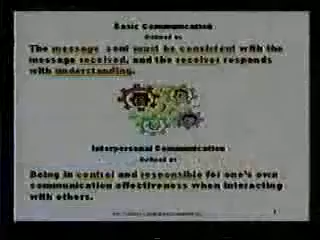 Basic Communication
Defined as
The message sent must be consistent with the
message received, and the receiver responds
with understanding.
Interpersonal Communication
Defined as
Being in control and responsible for one's own
communication effectiveness when interacting
with others.